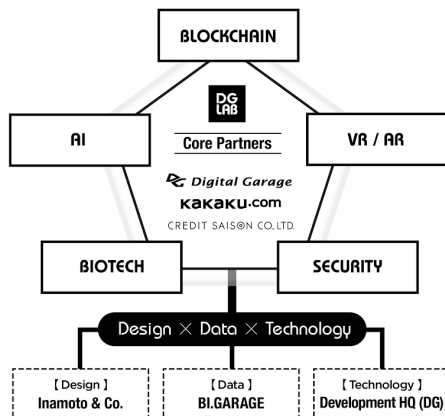 BLOCKCHAIN
DG
LAB
AI
Core Partners
VR / AR
DG Digital Garage
Kakaku.com
CREDIT SAISON CO.,LTD.
BIOTECH
SECURITY
Design × Data × Technology
【Design】
Inamoto & Co.
【Data】
BI.GARAGE
【Technology】
Development HQ (DG)